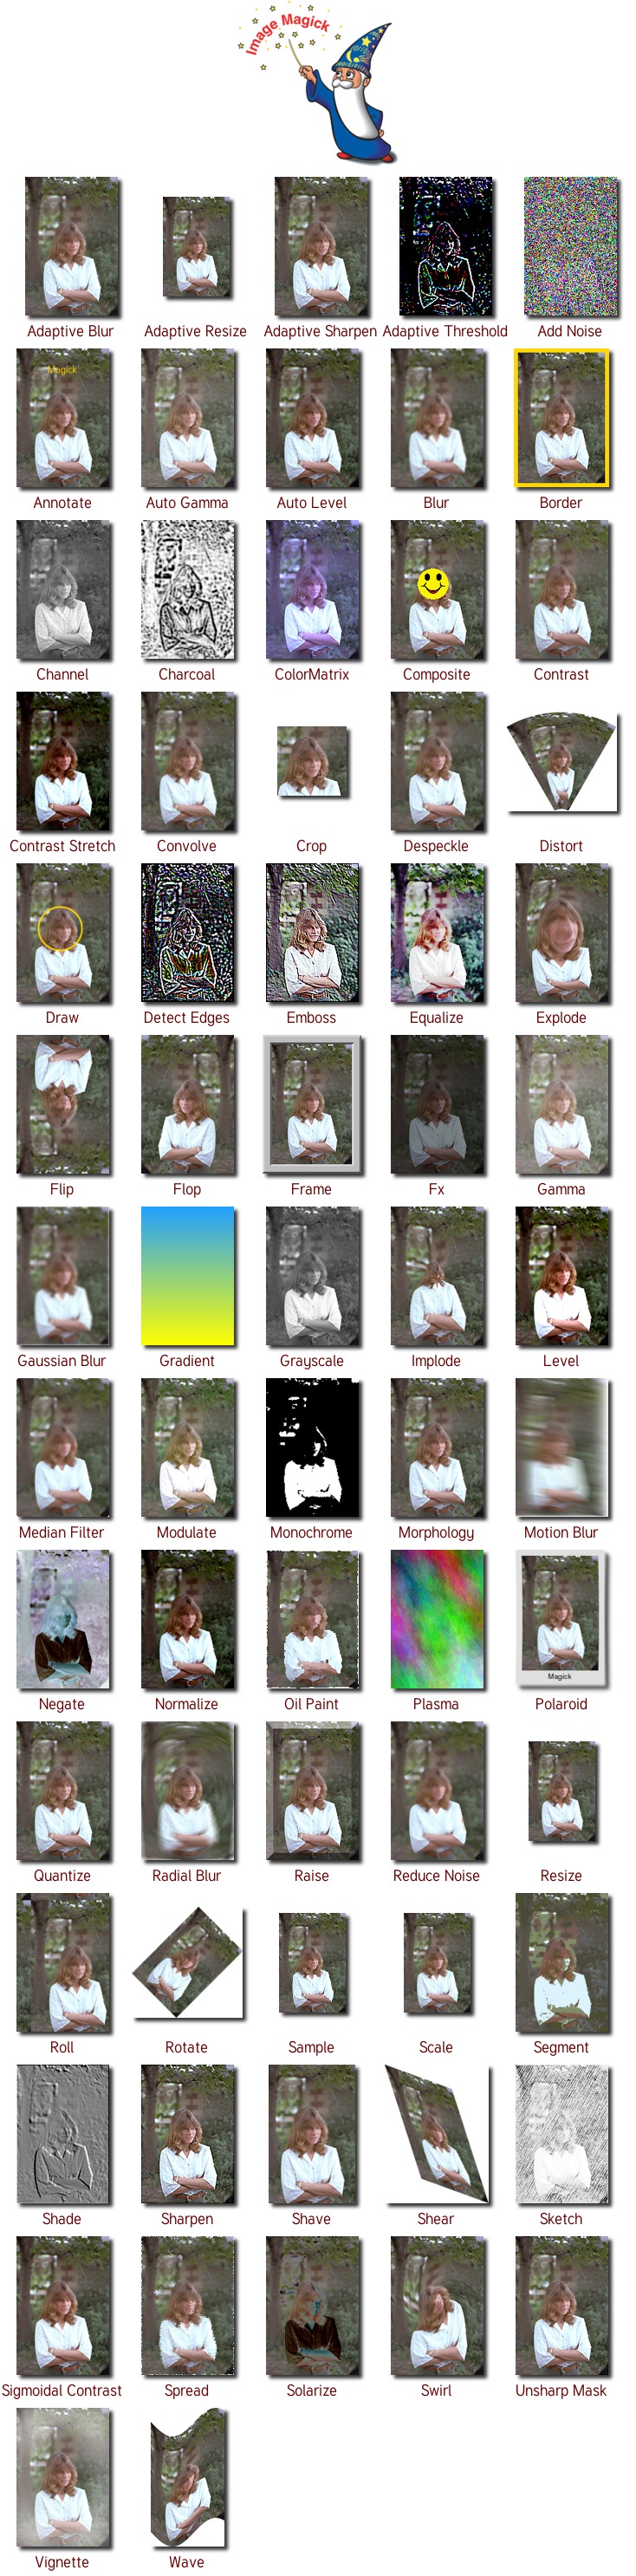 Image Magick
Adaptive Blur Adaptive Resize Adaptive Sharpen Adaptive Threshold Add Noise
Magick
Annotate Auto Gamma Auto Level Blur Border
Channel Charcoal ColorMatrix Composite Contrast
Contrast Stretch Convolve Crop Despeckle Distort
Draw Detect Edges Emboss Equalize Explode
Flip Flop Frame Fx Gamma
Gaussian Blur Gradient Grayscale Implode Level
Median Filter Modulate Monochrome Morphology Motion Blur
Magick
Negate Normalize Oil Paint Plasma Polaroid
Quantize Radial Blur Raise Reduce Noise Resize
Roll Rotate Sample Scale Segment
Shade Sharpen Shave Shear Sketch
Sigmoidal Contrast Spread Solarize Swirl Unsharp Mask
Vignette Wave